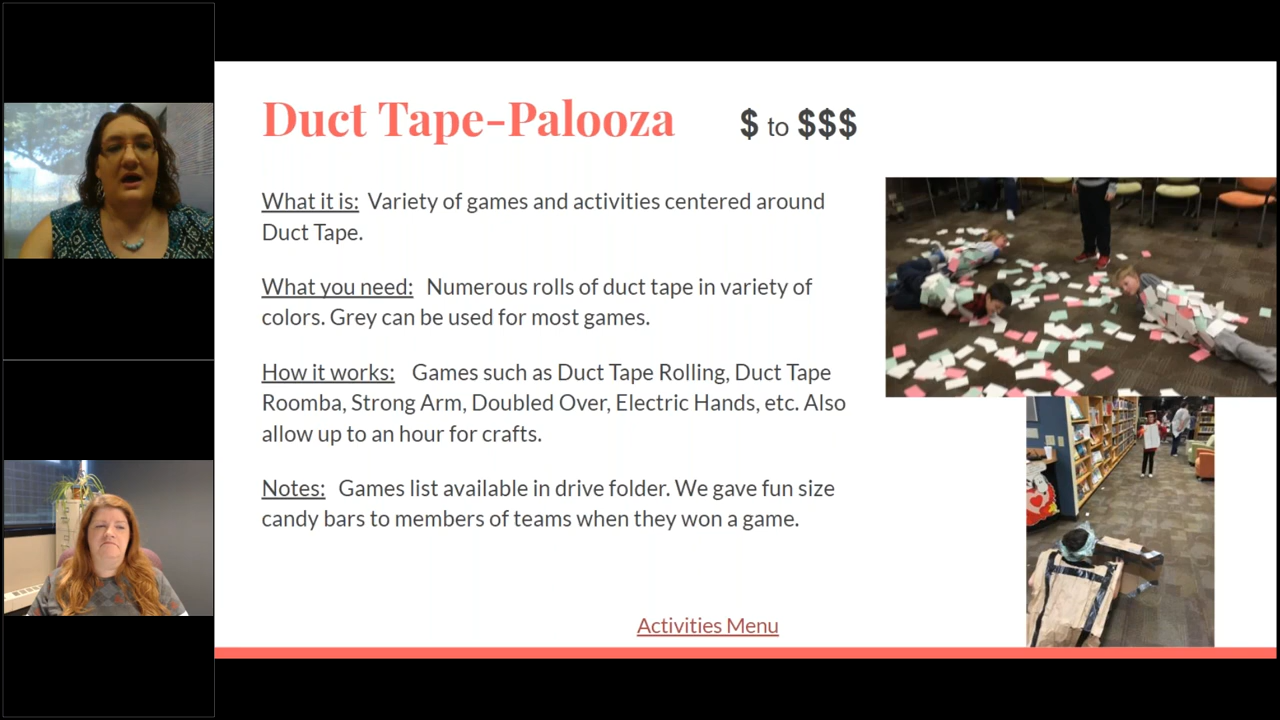 Duct Tape-Palooza $ to $$$
What it is: Variety of games and activities centered around
Duct Tape.
What you need: Numerous rolls of duct tape in variety of
colors. Grey can be used for most games.
How it works: Games such as Duct Tape Rolling, Duct Tape
Roomba, Strong Arm, Doubled Over, Electric Hands, etc. Also
allow up to an hour for crafts.
Notes: Games list available in drive folder. We gave fun size
candy bars to members of teams when they won a game.
Activities Menu